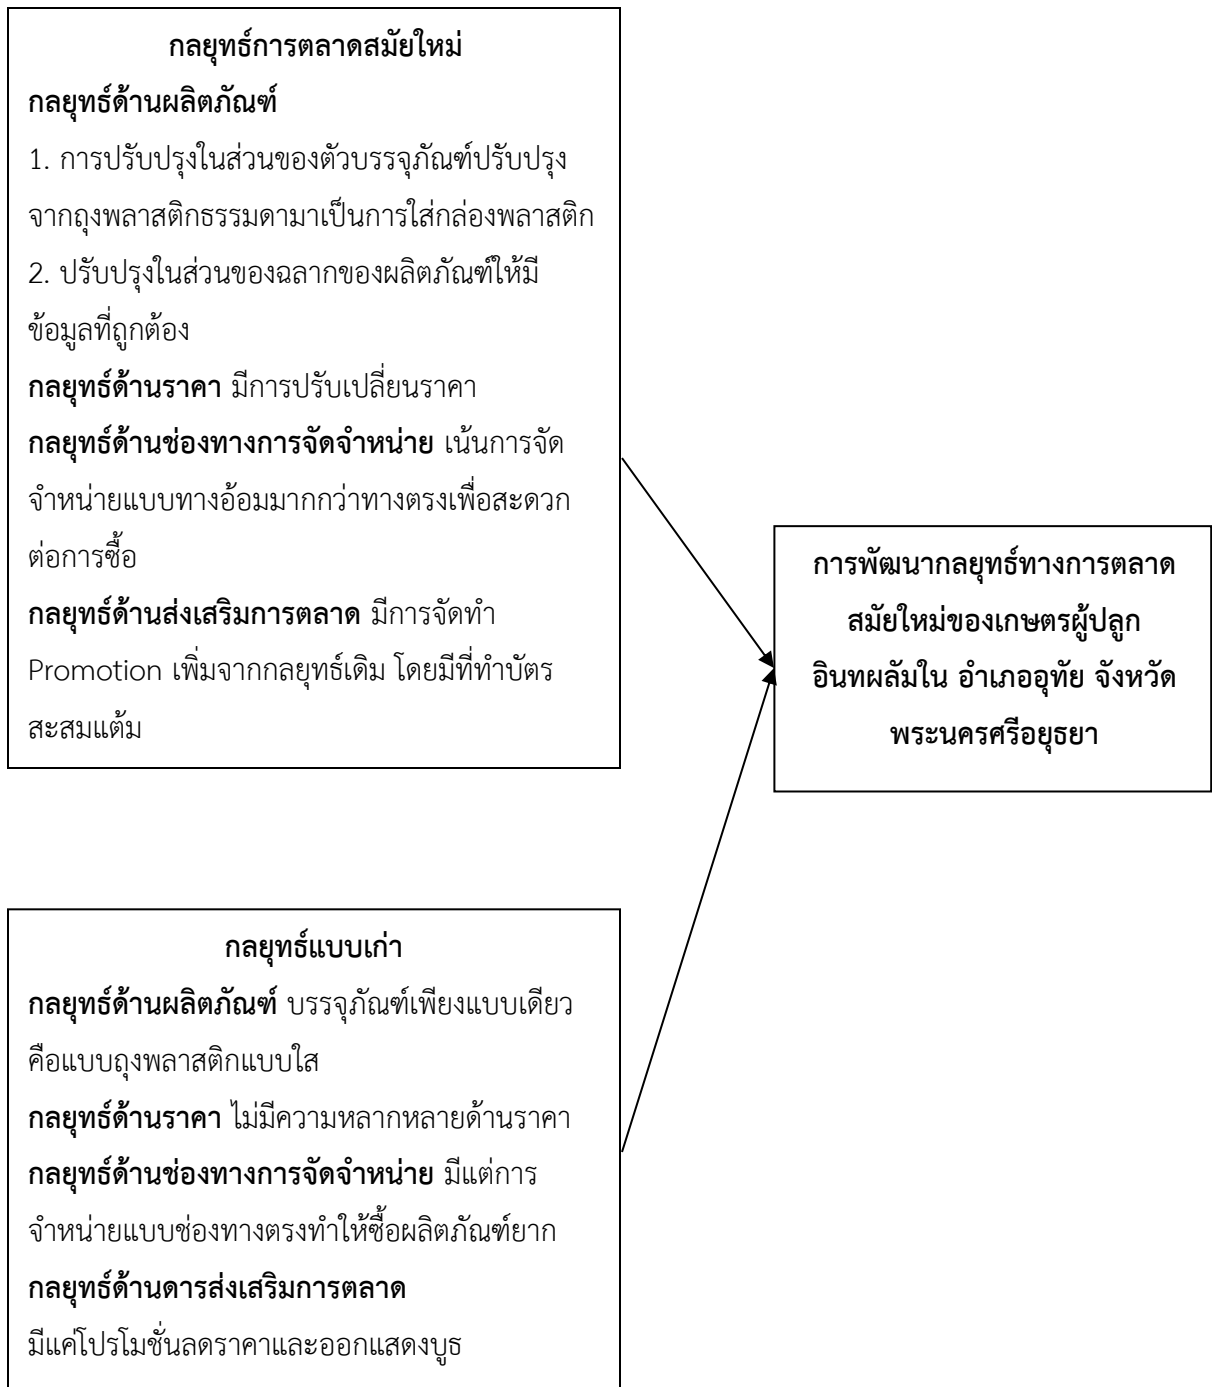 กลยุทธ์การตลาดสมัยใหม่
กลยุทธ์ด้านผลิตภัณฑ์
1. การปรับปรุงในส่วนของตัวบรรจุภัณฑ์ปรับปรุง
จากถุงพลาสติกธรรมดามาเป็นการใส่กล่องพลาสติก
2. ปรับปรุงในส่วนของฉลากของผลิตภัณฑ์ให้มี
ข้อมูลที่ถูกต้อง
กลยุทธ์ด้านราคา มีการปรับเปลี่ยนราคา
กลยุทธ์ด้านช่องทางการจัดจำหน่าย เน้นการจัด
จำหน่ายแบบทางอ้อมมากกว่าทางตรงเพื่อสะดวก
ต่อการซื้อ
กลยุทธ์ด้านส่งเสริมการตลาด มีการจัดทำ
Promotion เพิ่มจากกลยุทธ์เดิม โดยมีที่ทำบัตร
สะสมแต้ม
การพัฒนากลยุทธ์ทางการตลาด
สมัยใหม่ของเกษตรผู้ปลูก
อินทผลัมใน อำเภออุทัย จังหวัด
พระนครศรีอยุธยา
กลยุทธ์แบบเก่า
กลยุทธ์ด้านผลิตภัณฑ์ บรรจุภัณฑ์เพียงแบบเดียว
คือแบบถุงพลาสติกแบบใส
กลยุทธ์ด้านราคา ไม่มีความหลากหลายด้านราคา
กลยุทธ์ด้านช่องทางการจัดจำหน่าย มีแต่การ
จำหน่ายแบบช่องทางตรงทำให้ซื้อผลิตภัณฑ์ยาก
กลยุทธ์ด้านดารส่งเสริมการตลาด
มีแค่โปรโมชั่นลดราคาและออกแสดงบูธ